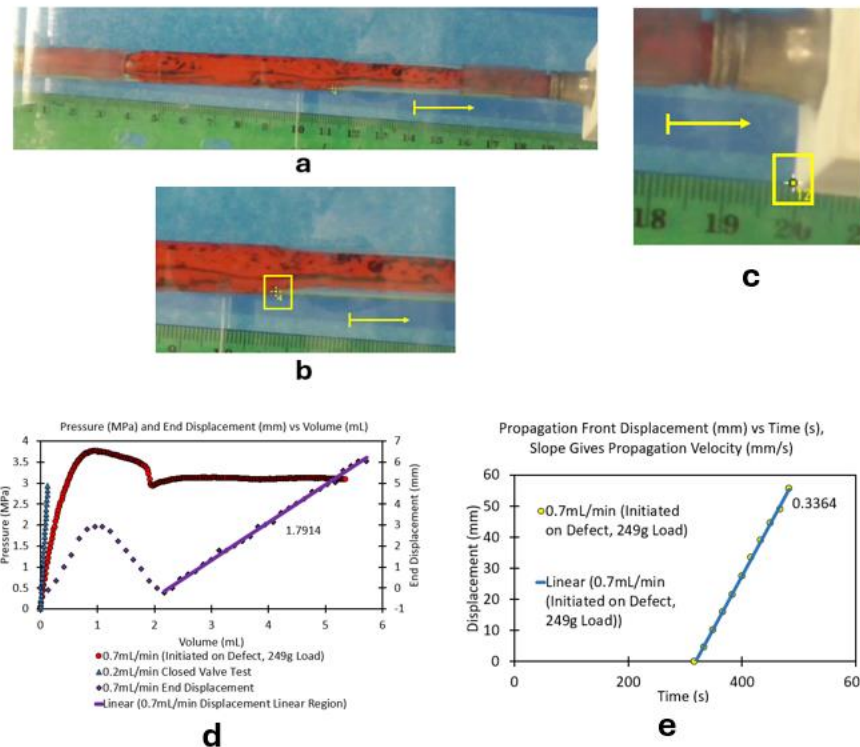 a
b
18 19 20
c
Pressure (MPa) and End Displacement (mm) vs Volume (mL)
Pressure (MPa)
4
3.5
3
2.5
2
1.5
1
0.5
0
7
6
5
4
3
2
1
0
-1
End Displacement (mm)
1.7914
0 1 2 3 4 5 6
Volume (mL)
0.7mL/min (Initiated on Defect, 249g Load)
0.2mL/min Closed Valve Test
0.7mL/min End Displacement
Linear (0.7mL/min Displacement Linear Region)
d
Propagation Front Displacement (mm) vs Time (s),
Slope Gives Propagation Velocity (mm/s)
Displacement (mm)
60
50
40
30
20
10
0
0.7mL/min (Initiated
on Defect, 249g Load)
Linear (0.7mL/min
(Initiated on Defect,
249g Load))
0.3364
0 200 400 60
Time (s)
e